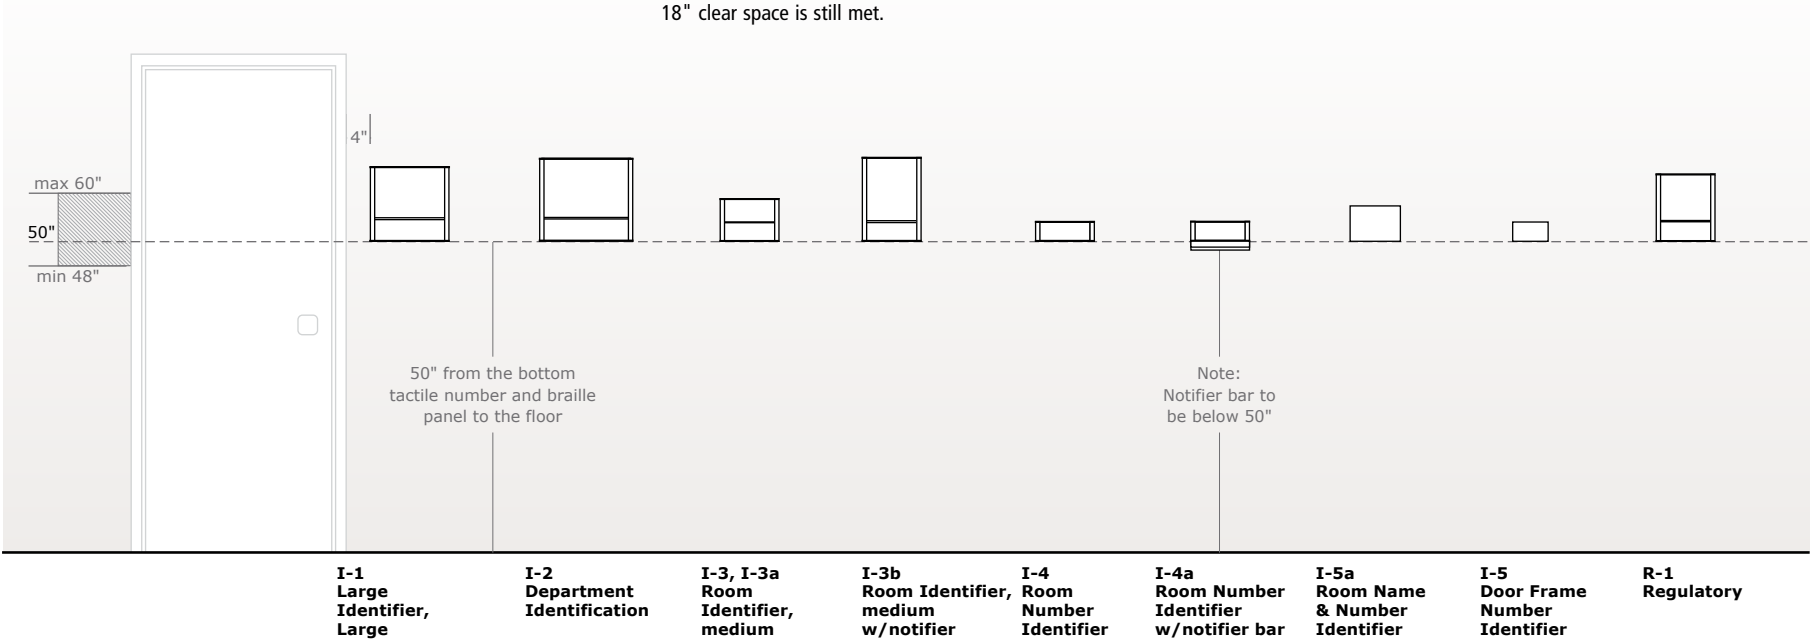 18" clear space is still met.
4"
max 60"
50"
min 48"
50" from the bottom
tactile number and braille
panel to the floor
Note:
Notifier bar to
be below 50"
I-1
Large
Identifier,
Large
I-2
Department
Identification
I-3, I-3a
Room
Identifier,
medium
I-3b
Room Identifier,
medium
w/notifier
I-4
Room
Number
Identifier
I-4a
Room Number
Identifier
w/notifier bar
I-5a
Room Name
& Number
Identifier
I-5
Door Frame
Number
Identifier
R-1
Regulatory